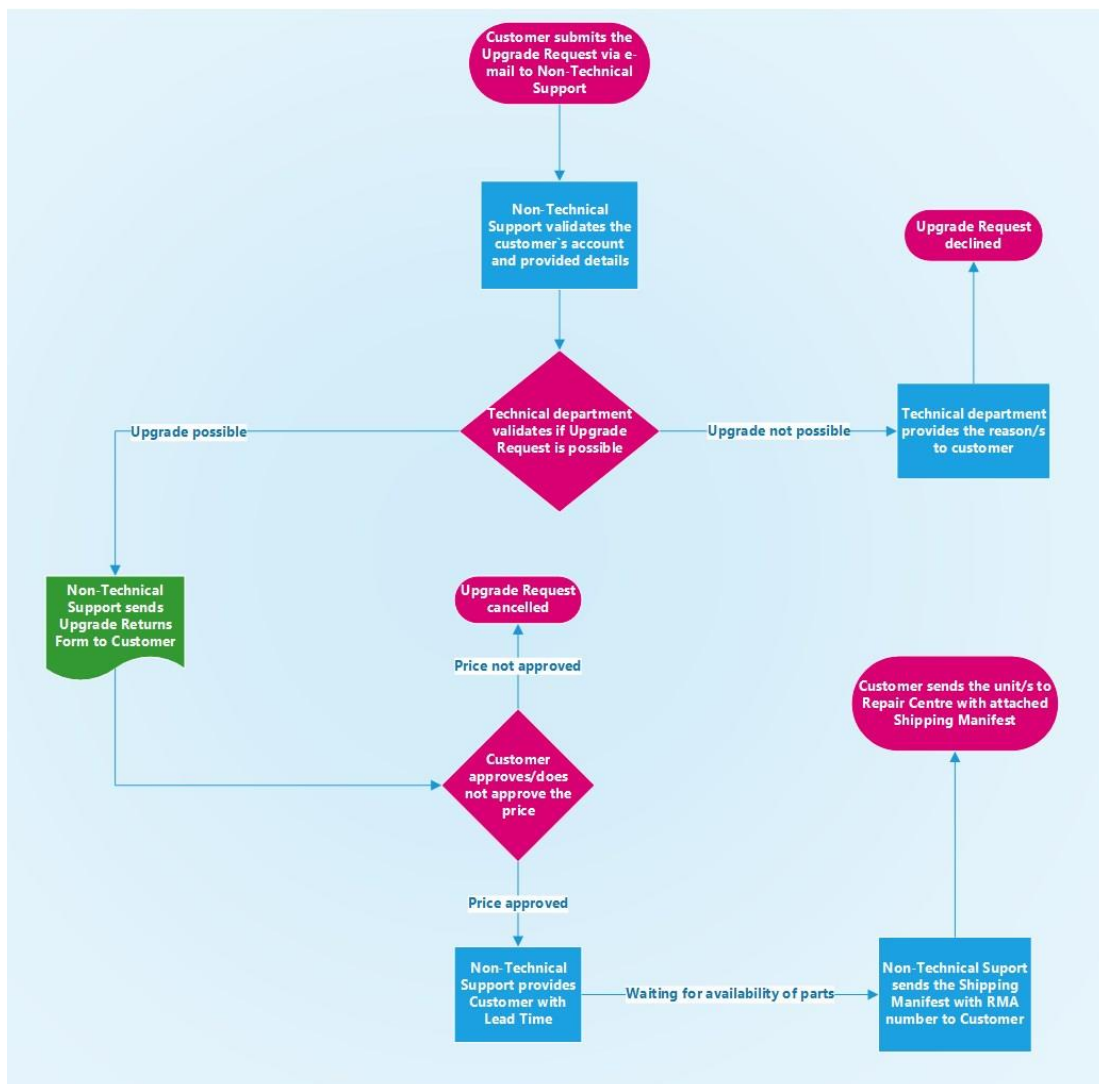 Customer submits the
Upgrade Request via e-
mail to Non-Technical
Support
Non-Technical
Support validates the
customer`s account
and provided details
Upgrade Request
declined
Technical department
validates if Upgrade
Request is possible
Upgrade possible
Upgrade not possible
Technical department
provides the reason/s
to customer
Non-Technical
Support sends
Upgrade Returns
Form to Customer
Upgrade Request
cancelled
Price not approved
Customer sends the unit/s to
Repair Centre with attached
Shipping Manifest
Customer
approves/does
not approve the
price
Price approved
Non-Technical
Support provides
Customer with
Lead Time
Waiting for availability of parts
Non-Technical Suport
sends the Shipping
Manifest with RMA
number to Customer